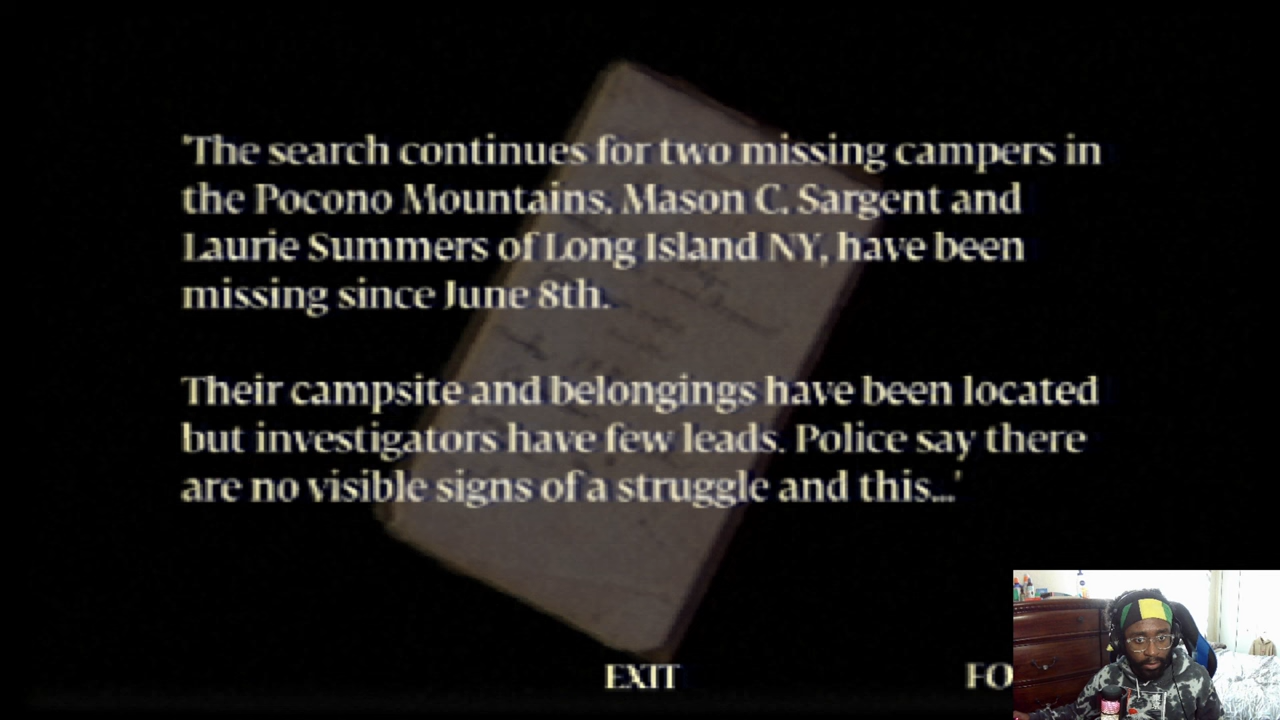 'The search continues for two missing campers in
the Pocono Mountains. Mason C. Sargent and
Laurie Summers of Long Island NY, have been
missing since June 8th.
Their campsite and belongings have been located
but investigators have few leads. Police say there
are no visible signs of a struggle and this...'
EXIT
FO